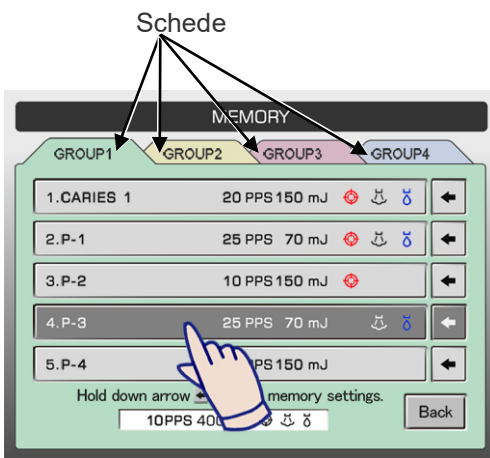 Schede
MEMORY
GROUP1 GROUP2 GROUP3 GROUP4
1.CARIES 1 20 PPS 150 mJ
2.P-1 25 PPS 70 mJ
3.P-2 10 PPS 150 mJ
4.P-3 25 PPS 70 mJ
5.P-4 PPS 150 mJ
Hold down arrow memory settings.
10PPS Back